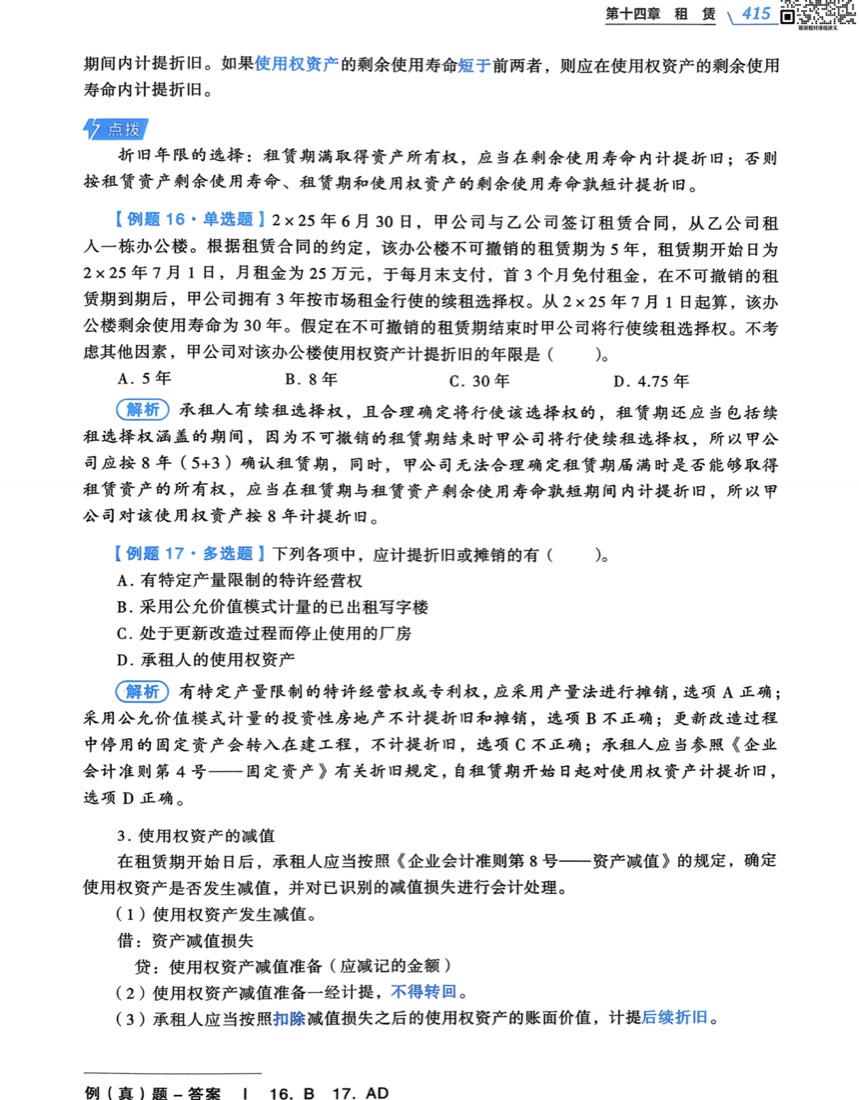 第十四章 租 赁 415
期间内计提折旧。如果使用权资产的剩余使用寿命短于前两者，则应在使用权资产的剩余使用
寿命内计提折旧。
点拨
折旧年限的选择：租赁期满取得资产所有权，应当在剩余使用寿命内计提折旧；否则
按租赁资产剩余使用寿命、租赁期和使用权资产的剩余使用寿命孰短计提折旧。
【例题 16·单选题】2×25 年 6 月 30 日，甲公司与乙公司签订租赁合同，从乙公司租
入一栋办公楼。根据租赁合同的约定，该办公楼不可撤销的租赁期为 5 年，租赁期开始日为
2×25 年 7 月 1 日，月租金为 25 万元，于每月末支付，首 3 个月免付租金，在不可撤销的租
赁期到期后，甲公司拥有 3 年按市场租金行使的续租选择权。从 2×25 年 7 月 1 日起算，该办
公楼剩余使用寿命为 30 年。假定在不可撤销的租赁期结束时甲公司将行使续租选择权。不考
虑其他因素，甲公司对该办公楼使用权资产计提折旧的年限是（ ）。
A. 5 年 B. 8 年 C. 30 年 D. 4.75 年
解析 承租人有续租选择权，且合理确定将行使该选择权的，租赁期还应当包括续
租选择权涵盖的期间，因为不可撤销的租赁期结束时甲公司将行使续租选择权，所以甲公
司应按 8 年（5+3）确认租赁期，同时，甲公司无法合理确定租赁期届满时是否能够取得
租赁资产的所有权，应当在租赁期与租赁资产剩余使用寿命孰短期间内计提折旧，所以甲
公司对该使用权资产按 8 年计提折旧。
【例题 17·多选题】下列各项中，应计提折旧或摊销的有（ ）。
A. 有特定产量限制的特许经营权
B. 采用公允价值模式计量的已出租写字楼
C. 处于更新改造过程而停止使用的厂房
D. 承租人的使用权资产
解析 有特定产量限制的特许经营权或专利权，应采用产量法进行摊销，选项 A 正确；
采用公允价值模式计量的投资性房地产不计提折旧和摊销，选项 B 不正确；更新改造过程
中停用的固定资产会转入在建工程，不计提折旧，选项 C 不正确；承租人应当参照《企业
会计准则第 4 号——固定资产》有关折旧规定，自租赁期开始日起对使用权资产计提折旧，
选项 D 正确。
3. 使用权资产的减值
在租赁期开始日后，承租人应当按照《企业会计准则第 8 号——资产减值》的规定，确定
使用权资产是否发生减值，并对已识别的减值损失进行会计处理。
（1）使用权资产发生减值。
借：资产减值损失
贷：使用权资产减值准备（应减记的金额）
（2）使用权资产减值准备一经计提，不得转回。
（3）承租人应当按照扣除减值损失之后的使用权资产的账面价值，计提后续折旧。
例（真）题－答案 | 16. B 17. AD